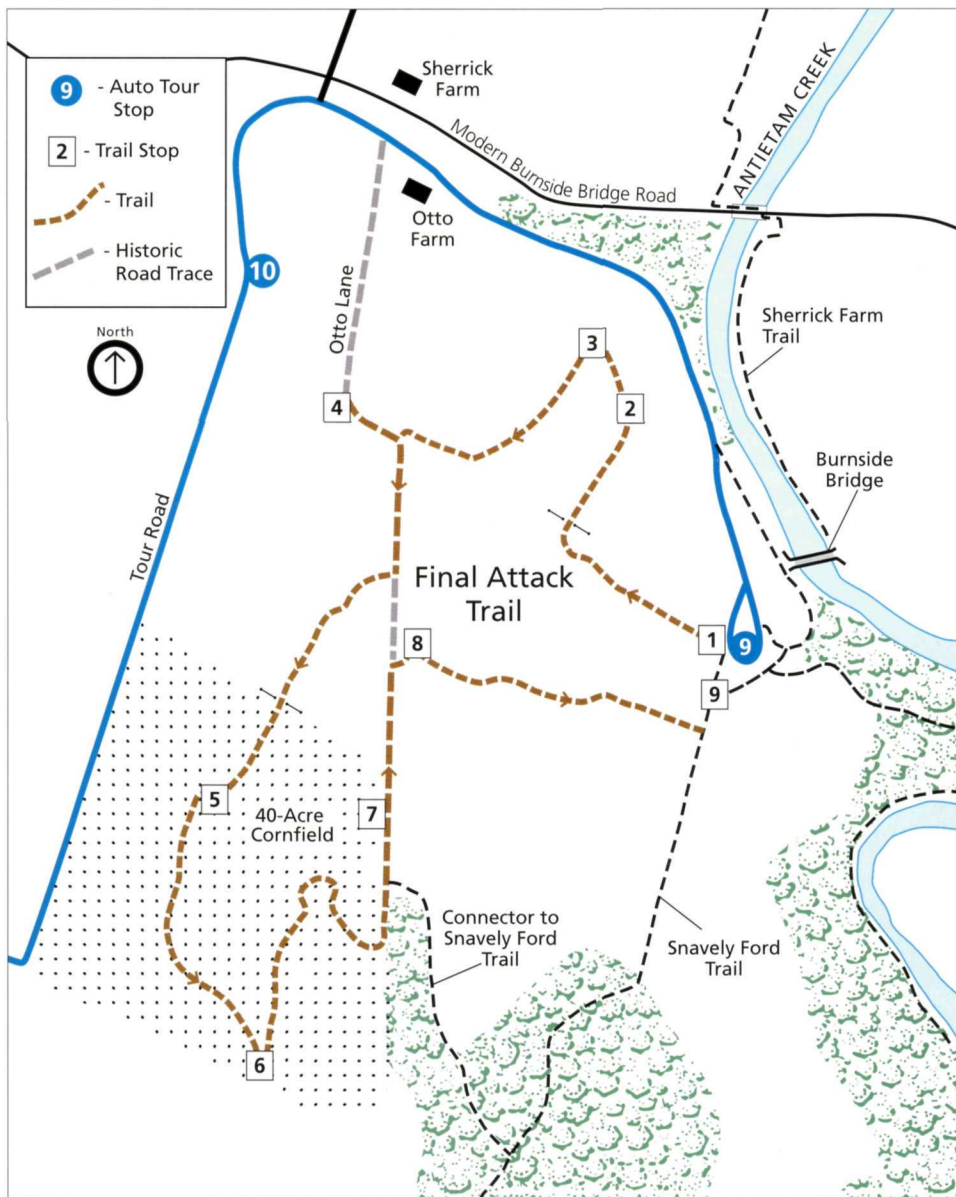 9 - Auto Tour
Stop
2 - Trail Stop
- Trail
- Historic
Road Trace
North
Sherrick
Farm
Modern Burnside Bridge Road
ANTIETAM CREEK
Otto
Farm
10
Otto Lane
Sherrick Farm
Trail
3
4
2
Burnside
Bridge
Tour Road
Final Attack
Trail
8
1
9
9
5
40-Acre
Cornfield
7
Connector to
Snavely Ford
Trail
Snavely Ford
Trail
6